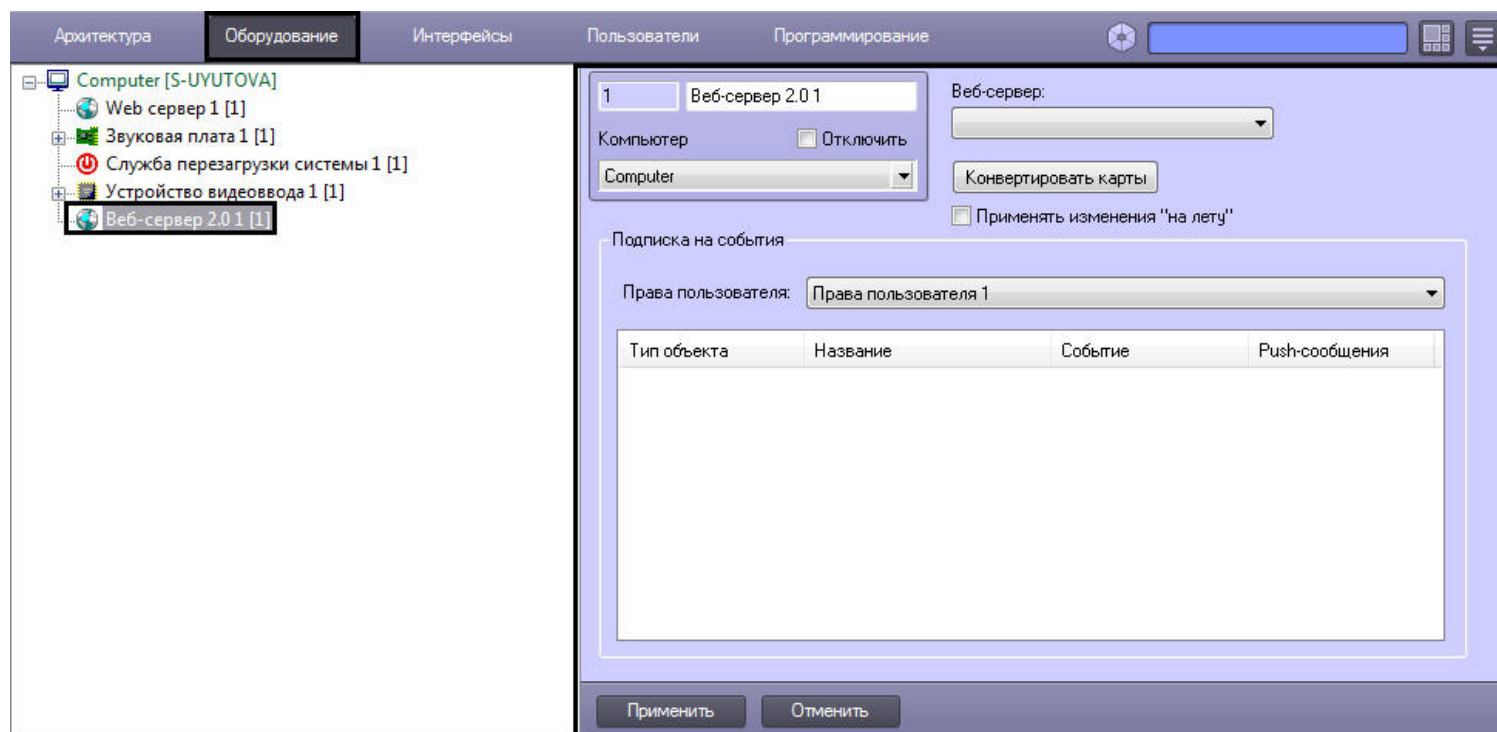 Архитектура Оборудование Интерфейсы Пользователи Программирование
Computer [S-UYUTOVA]
Web сервер 1 [1]
Звуковая плата 1 [1]
Служба перезагрузки системы 1 [1]
Устройство видеоввода 1 [1]
Веб-сервер 2.0 1 [1]
1 Веб-сервер 2.0 1
Компьютер Отключить
Computer
Веб-сервер:
Конвертировать карты
Применять изменения "на лету"
Подписка на события
Права пользователя: Права пользователя 1
Тип объекта Название Событие Push-сообщения
Применить Отменить